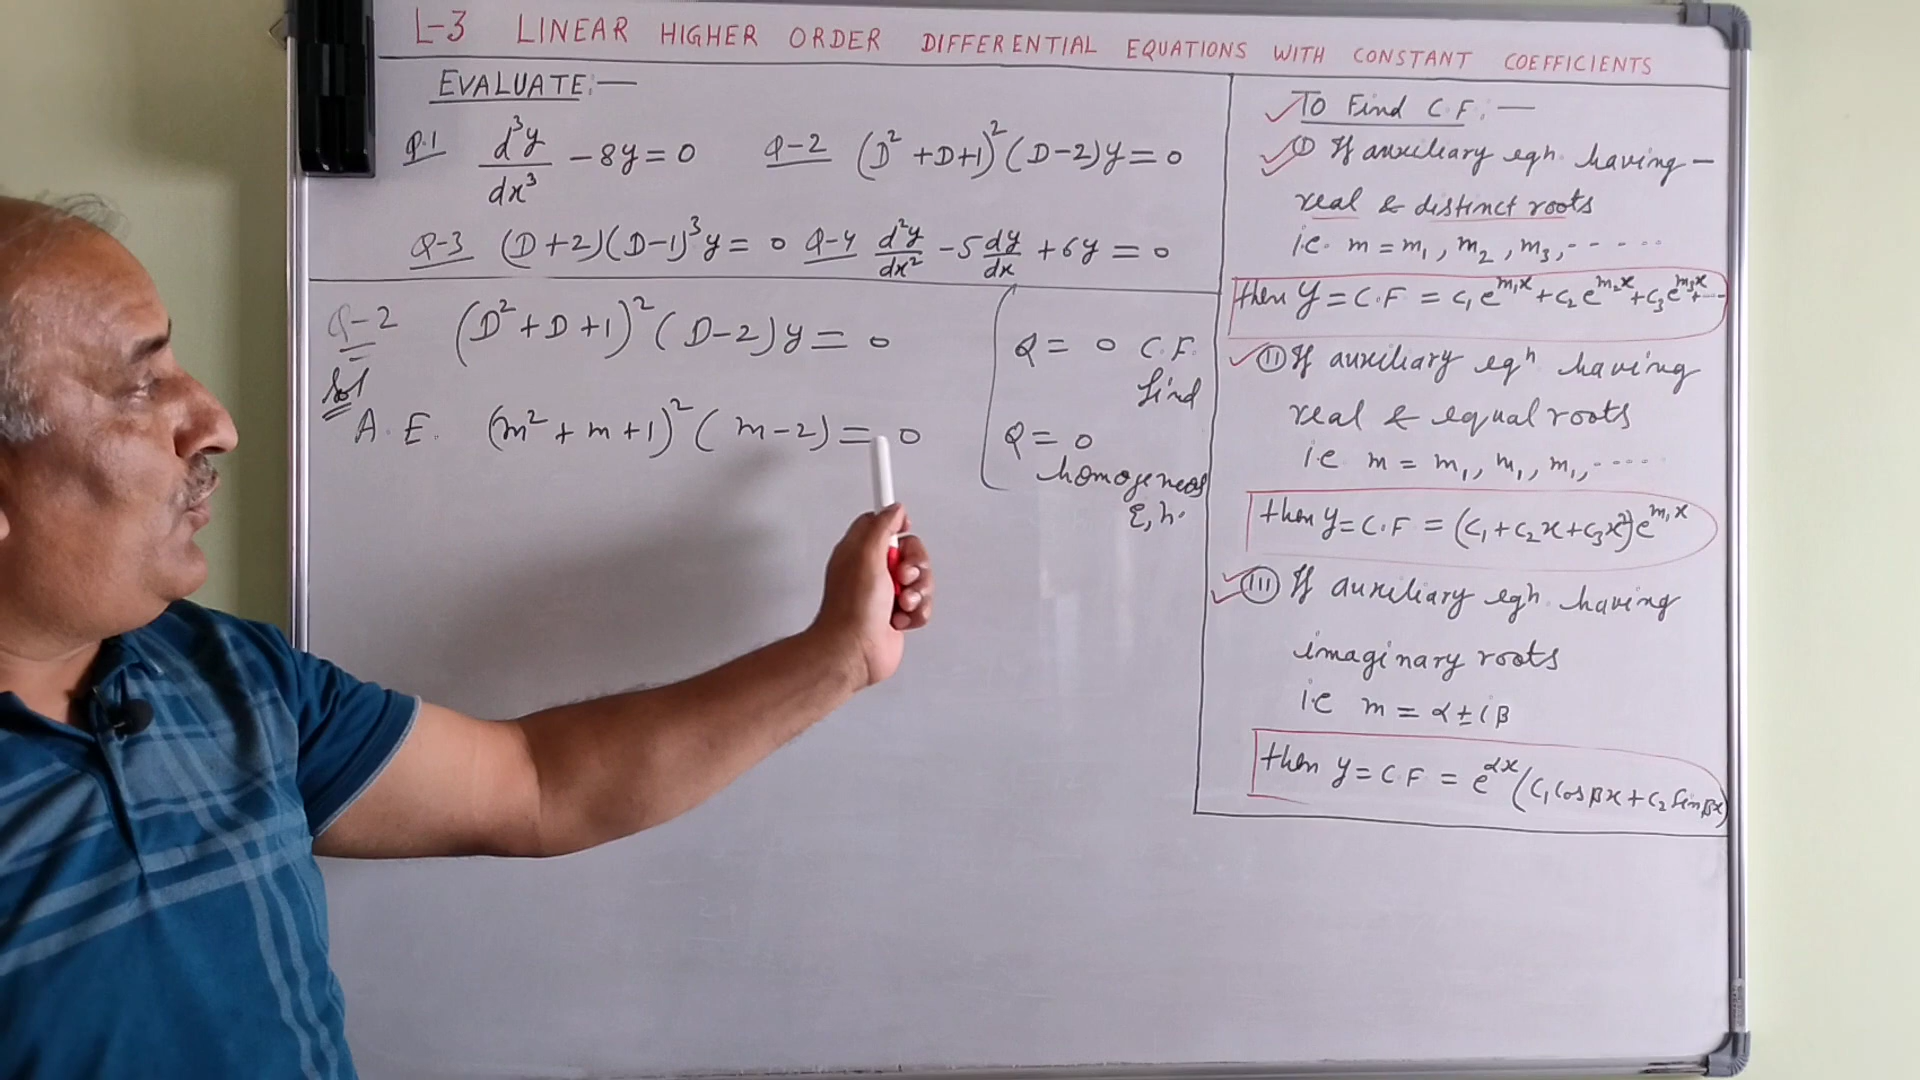 L-3 LINEAR HIGHER ORDER DIFFERENTIAL EQUATIONS WITH CONSTANT COEFFICIENTS
EVALUATE:—
Q.1 d³y/dx³ - 8y = 0 Q-2 (D² + D + 1)² (D-2)y = 0
Q-3 (D+2)(D-1)³y = 0 Q-4 d²y/dx² - 5 dy/dx + 6y = 0
Q-2 (D² + D + 1)² (D-2)y = 0
Sol
A.E. (m² + m + 1)² (m-2) = 0
Q = 0 C.F.
find
Q = 0
homogeneous
E,n.
To Find C.F.:—
(I) If auxiliary eqn. having—
real & distinct roots
i.e. m = m₁, m₂, m₃, ------
then y = C.F = c₁e^{m₁x} + c₂e^{m₂x} + c₃e^{m₃x} + ---
(II) If auxiliary eqⁿ having
real & equal roots
i.e m = m₁, m₁, m₁, ----
then y = C.F = (c₁ + c₂x + c₃x²)e^{m₁x}
(III) If auxiliary eqn. having
imaginary roots
i.e m = α ± iβ
then y = C F = e^{αx} (c₁ Cos βx + c₂ Sin βx)